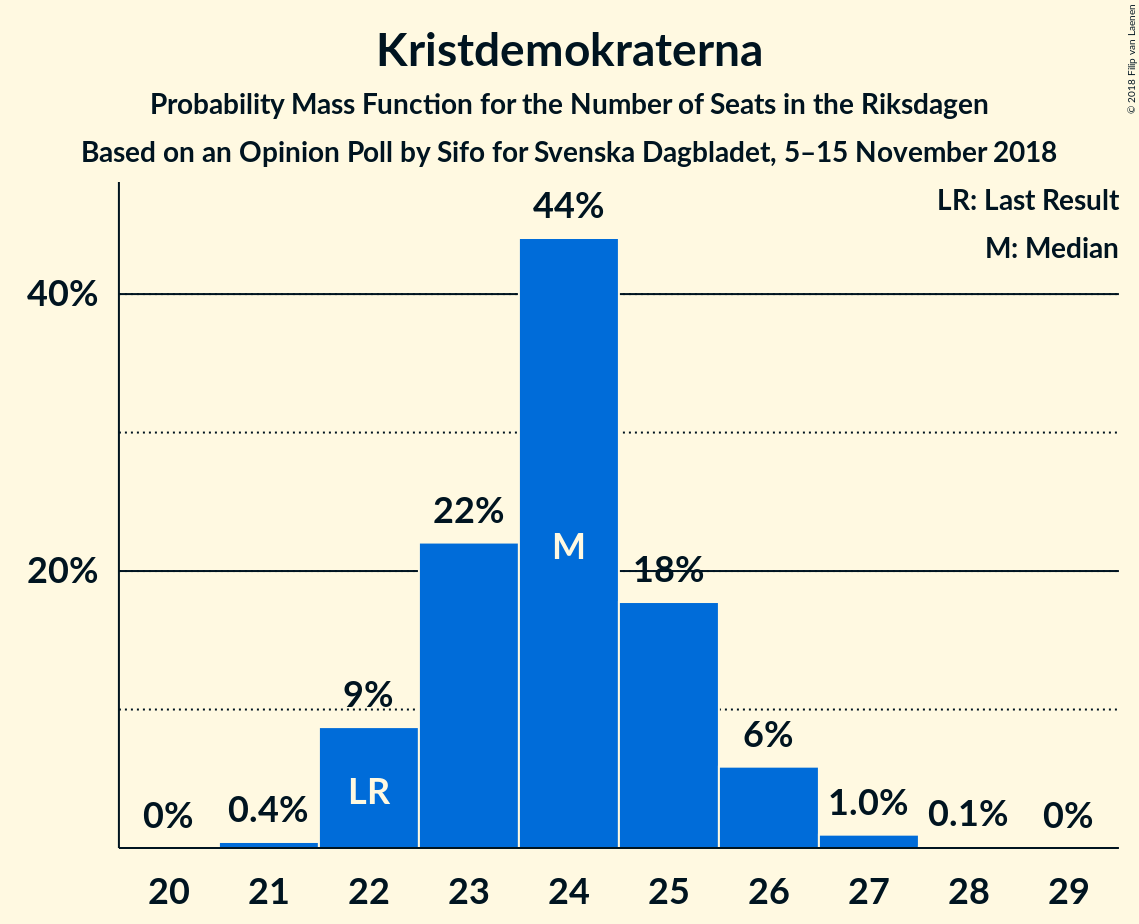 Kristdemokraterna
Probability Mass Function for the Number of Seats in the Riksdagen
Based on an Opinion Poll by Sifo for Svenska Dagbladet, 5–15 November 2018
© 2018 Filip van Laenen
LR: Last Result
M: Median
40%
20%
0%
0.4%
9%
22%
44%
18%
6%
1.0%
0.1%
0%
LR
M
20 21 22 23 24 25 26 27 28 29